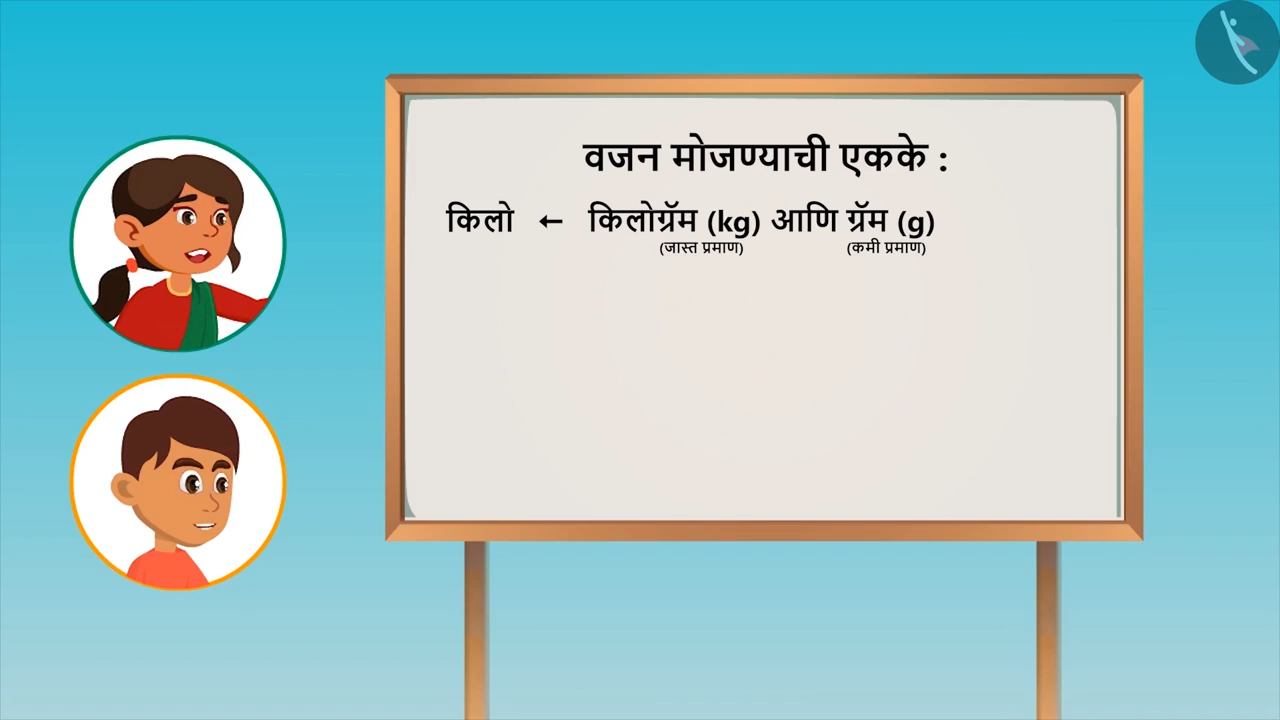 वजन मोजण्याची एकके :
किलो ← किलोग्रॅम (kg) आणि ग्रॅम (g)
(जास्त प्रमाण) (कमी प्रमाण)